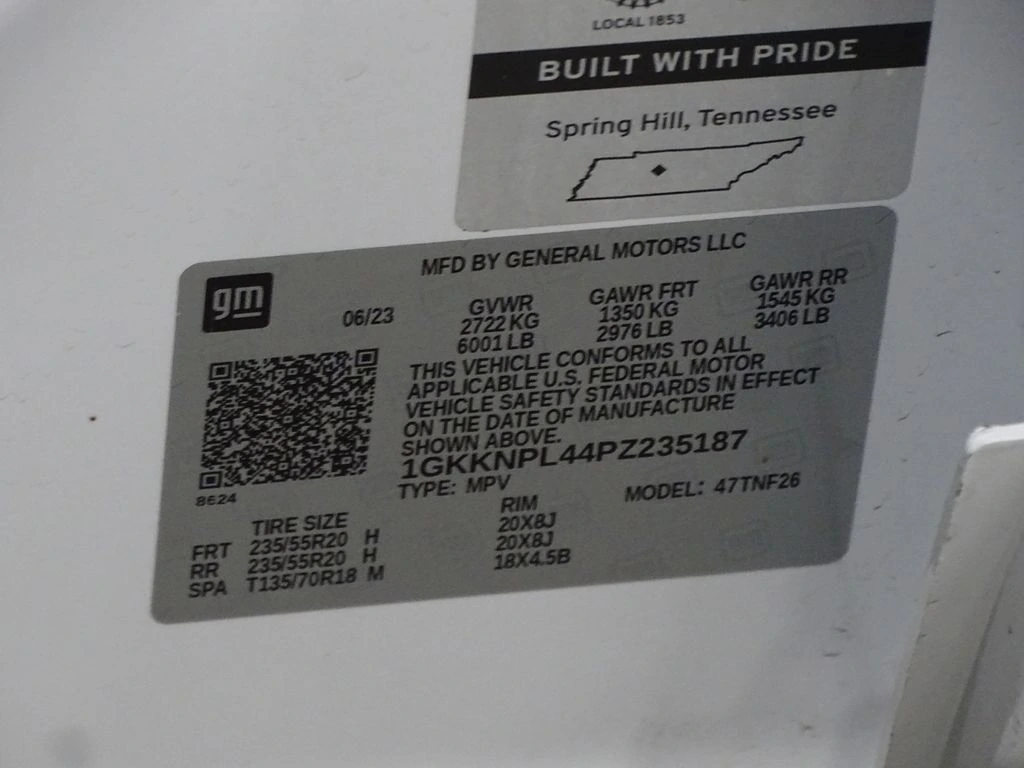 LOCAL 1853
BUILT WITH PRIDE
Spring Hill, Tennessee
MFD BY GENERAL MOTORS LLC
gm
06/23
GVWR
2722 KG
6001 LB
GAWR FRT
1350 KG
2976 LB
GAWR RR
1545 KG
3406 LB
THIS VEHICLE CONFORMS TO ALL
APPLICABLE U.S. FEDERAL MOTOR
VEHICLE SAFETY STANDARDS IN EFFECT
ON THE DATE OF MANUFACTURE
SHOWN ABOVE.
1GKKNPL44PZ235187
8624
TYPE: MPV MODEL: 47TNF26
TIRE SIZE RIM
FRT 235/55R20 H 20X8J
RR 235/55R20 H 20X8J
SPA T135/70R18 M 18X4.5B